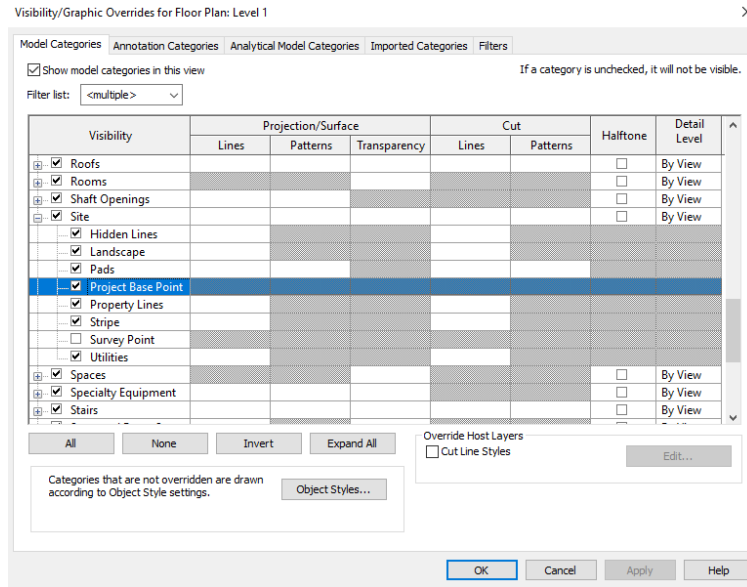 Visibility/Graphic Overrides for Floor Plan: Level 1
Model Categories Annotation Categories Analytical Model Categories Imported Categories Filters
Show model categories in this view
If a category is unchecked, it will not be visible.
Filter list: <multiple>
Visibility Projection/Surface Cut Halftone Detail Level
Lines Patterns Transparency Lines Patterns
Roofs By View
Rooms By View
Shaft Openings By View
Site By View
Hidden Lines
Landscape
Pads
Project Base Point
Property Lines
Stripe
Survey Point
Utilities
Spaces By View
Specialty Equipment By View
Stairs By View
All None Invert Expand All
Override Host Layers
Cut Line Styles
Edit...
Categories that are not overridden are drawn
according to Object Style settings.
Object Styles...
OK Cancel Apply Help